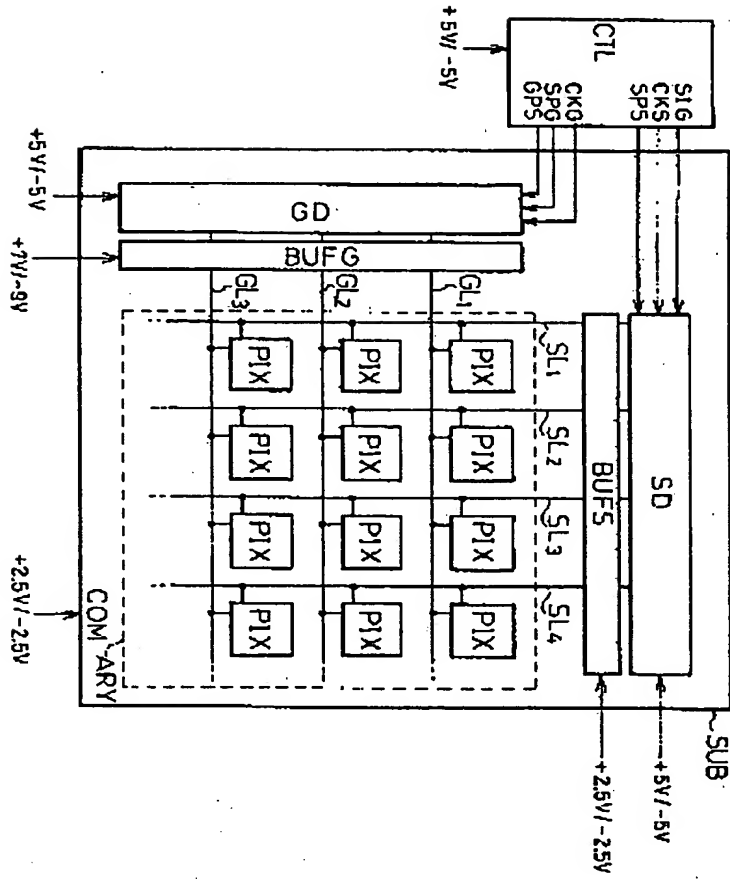 SUB
SIG
CKS
SPS
CTL
CKG
SPG
GPS
+5V/-5V
SD
+5V/-5V
BUFS
+2.5V/-2.5V
SL1
SL2
SL3
SL4
GL1
PIX
PIX
PIX
PIX
GL2
PIX
PIX
PIX
PIX
GL3
PIX
PIX
PIX
PIX
GD
BUFG
COM
ARY
+5V/-5V
+7V/-9V
+2.5V/-2.5V